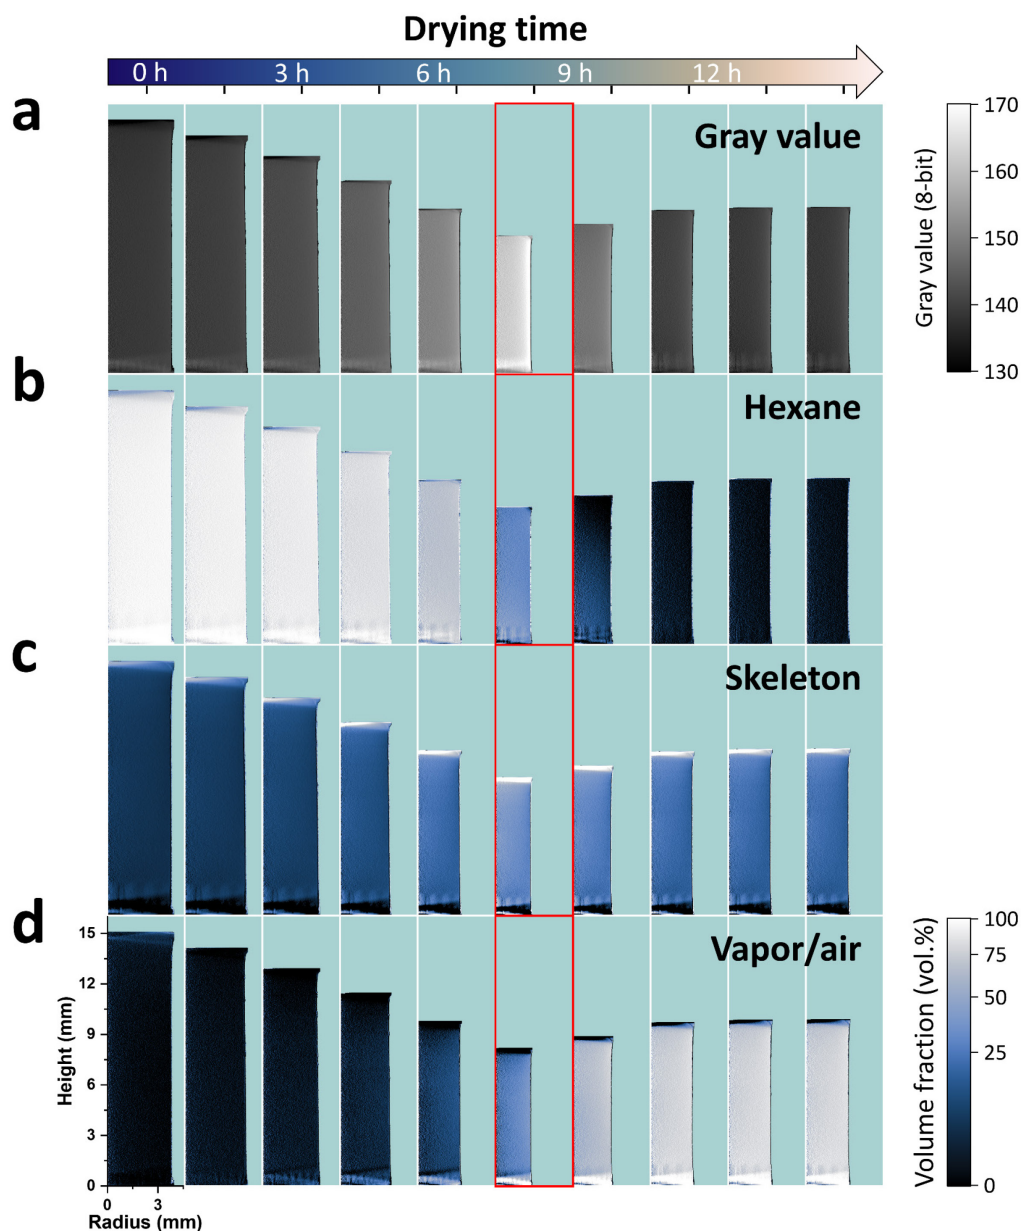 Drying time
0 h 3 h 6 h 9 h 12 h
a
Gray value
170
160
150
140
130
Gray value (8-bit)
b
Hexane
c
Skeleton
d
Vapor/air
15
12
9
6
3
0
Height (mm)
0 3
Radius (mm)
100
75
50
25
0
Volume fraction (vol.%)